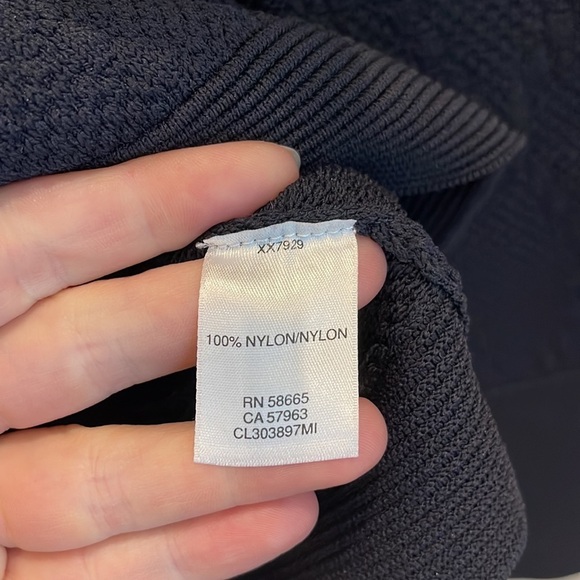 XX7929
100% NYLON/NYLON
RN 58665
CA 57963
CL303897MI